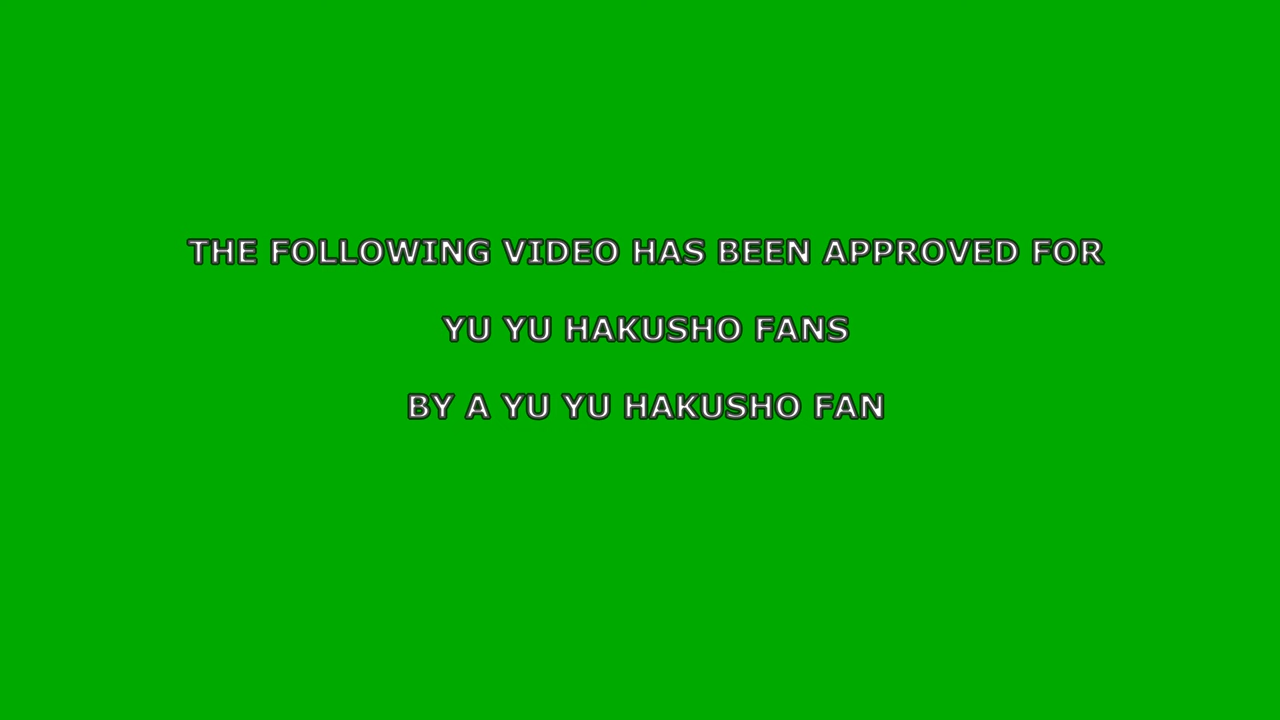 THE FOLLOWING VIDEO HAS BEEN APPROVED FOR
YU YU HAKUSHO FANS
BY A YU YU HAKUSHO FAN